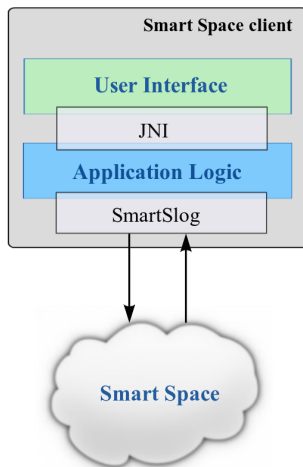 Smart Space client
User Interface
JNI
Application Logic
SmartSlog
Smart Space